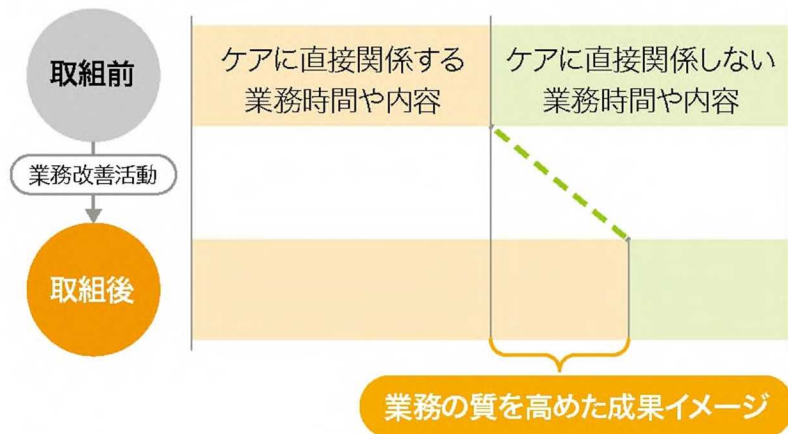 取組前
ケアに直接関係する
業務時間や内容
ケアに直接関係しない
業務時間や内容
業務改善活動
取組後
業務の質を高めた成果イメージ